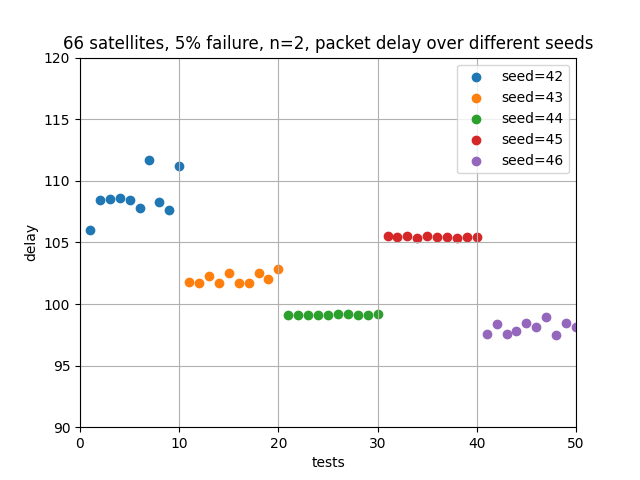 66 satellites, 5% failure, n=2, packet delay over different seeds
120
115
110
105
100
95
90
delay
seed=42
seed=43
seed=44
seed=45
seed=46
0 10 20 30 40 50
tests